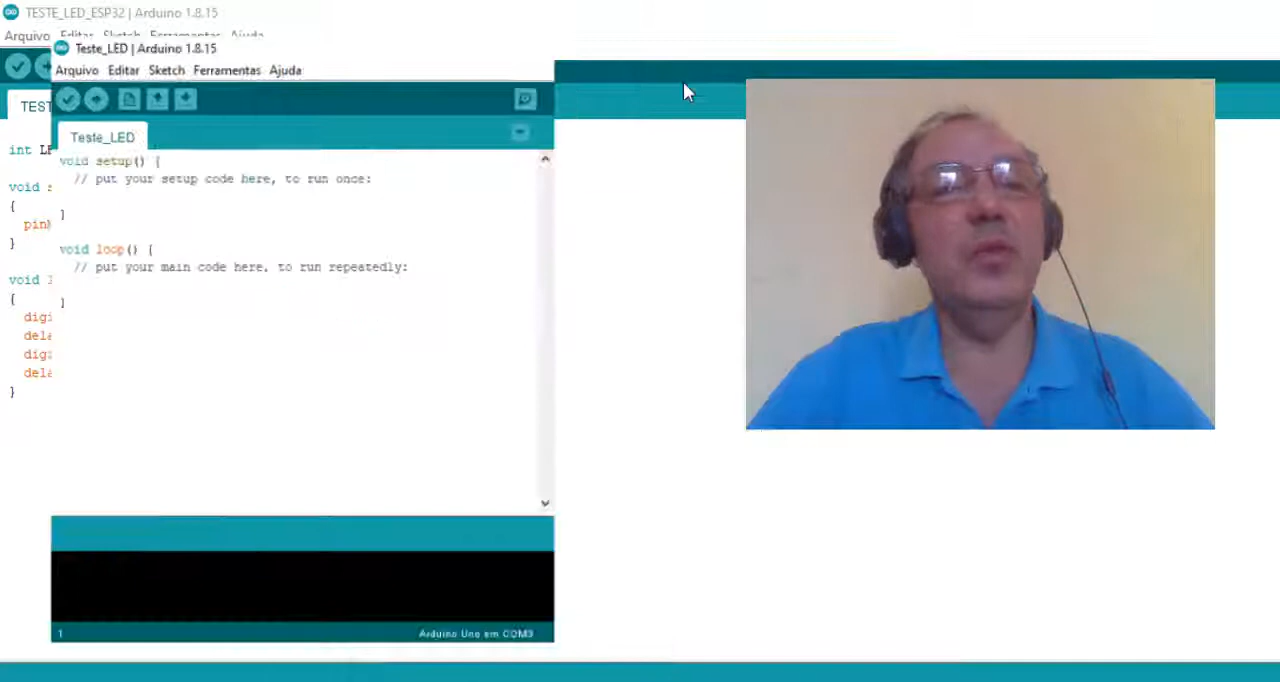 TESTE_LED_ESP32 | Arduino 1.8.15
Arquivo Editar Sketch Ferramentas Ajuda
Teste_LED | Arduino 1.8.15
Arquivo Editar Sketch Ferramentas Ajuda
TEST
Teste_LED
int LE
void s
{
pinM
}
void l
{
digi
dela
digi
dela
}
void setup() {
// put your setup code here, to run once:
}
void loop() {
// put your main code here, to run repeatedly:
}
1
Arduino Uno em COM3